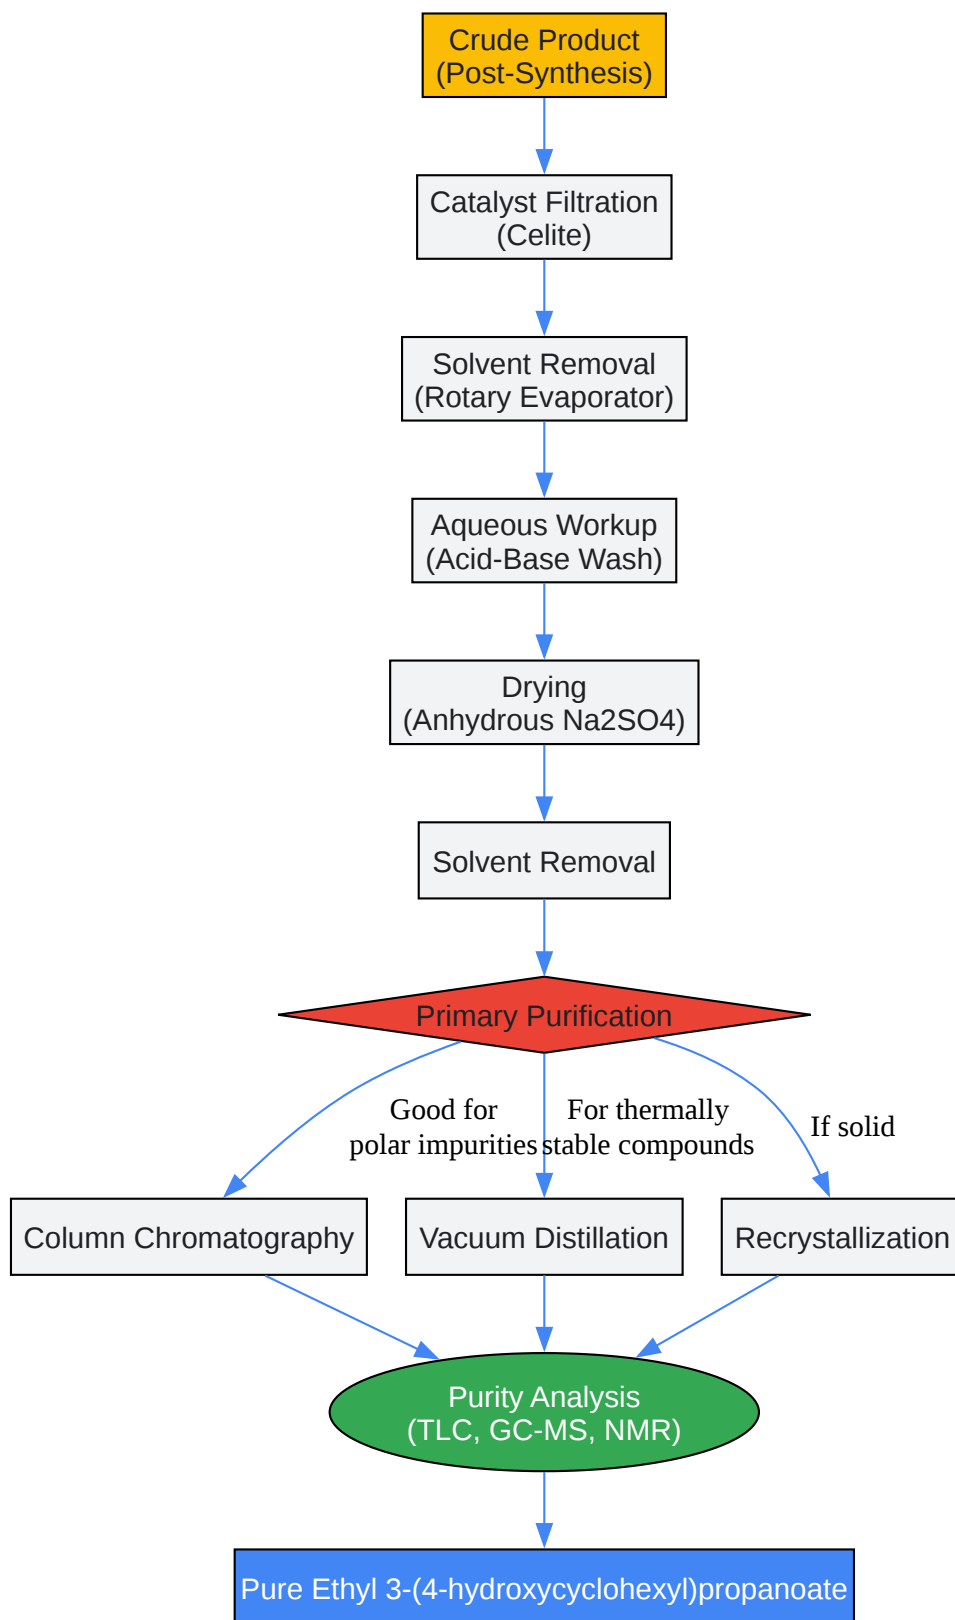 Crude Product
(Post-Synthesis)
Catalyst Filtration
(Celite)
Solvent Removal
(Rotary Evaporator)
Aqueous Workup
(Acid-Base Wash)
Drying
(Anhydrous Na2SO4)
Solvent Removal
Primary Purification
Good for
polar impurities
For thermally
stable compounds
If solid
Column Chromatography
Vacuum Distillation
Recrystallization
Purity Analysis
(TLC, GC-MS, NMR)
Pure Ethyl 3-(4-hydroxycyclohexyl)propanoate